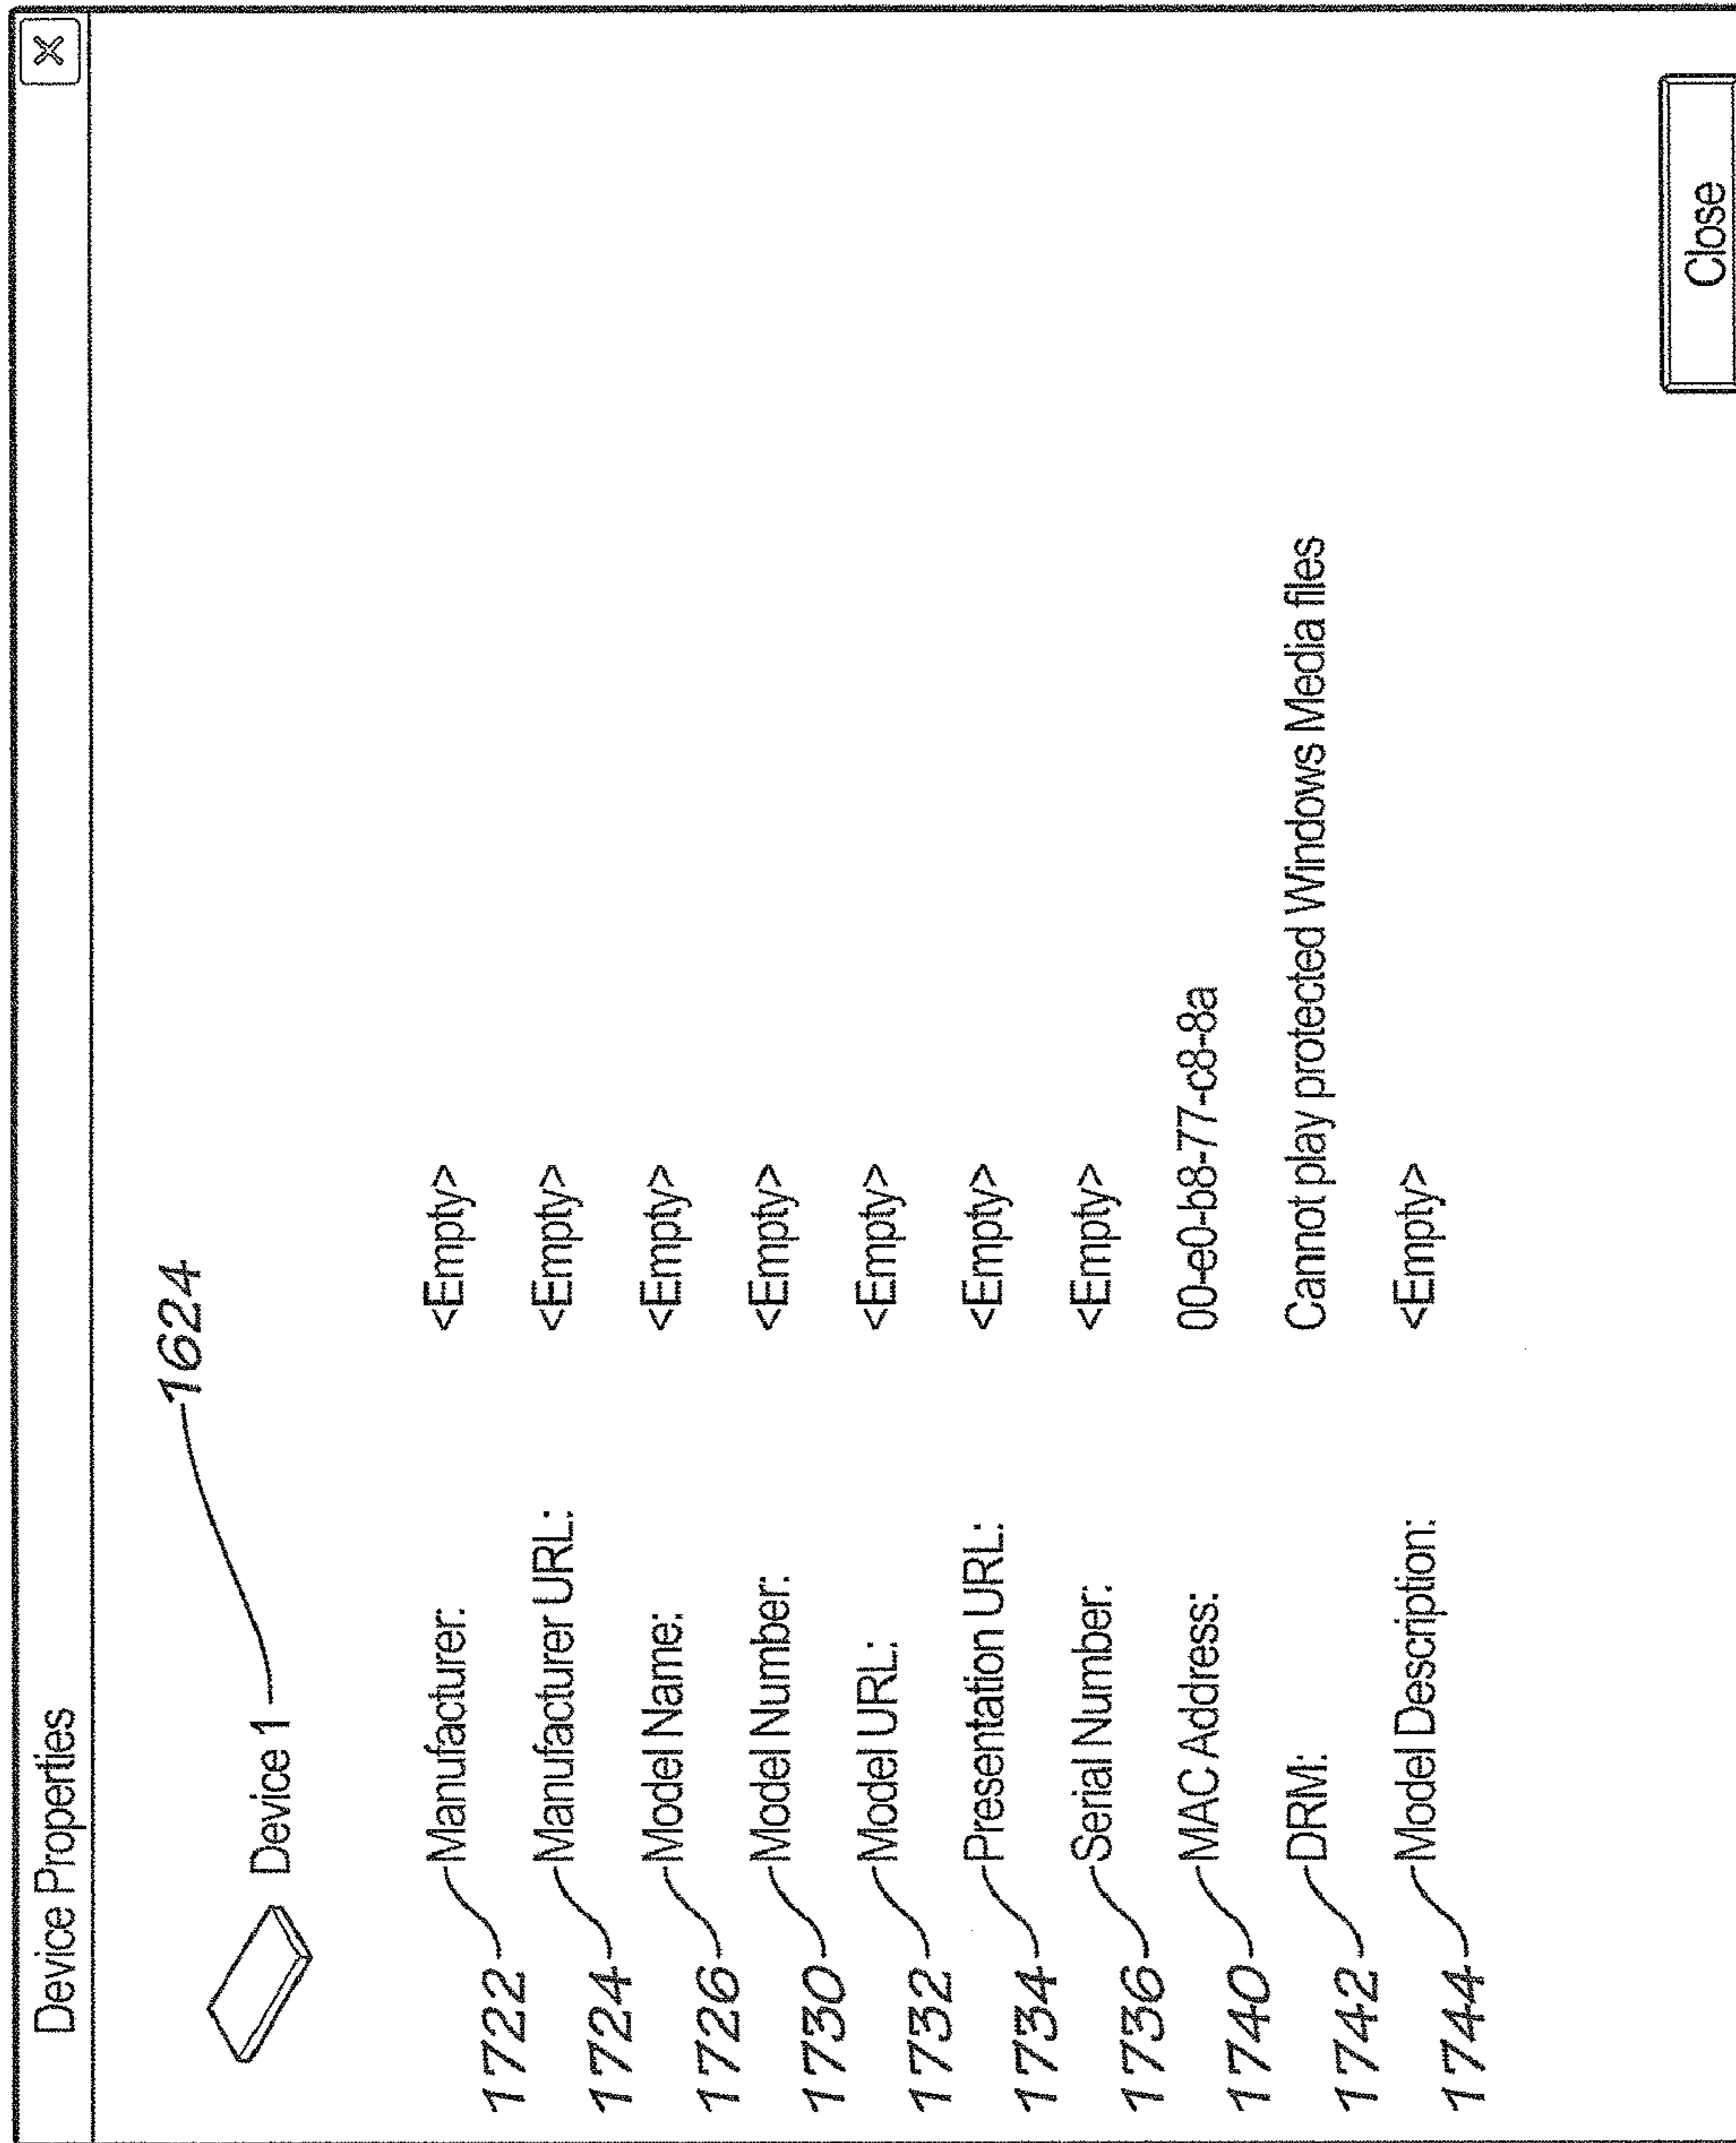 Device Properties
1624
Device 1
1722 Manufacturer: <Empty>
1724 Manufacturer URL: <Empty>
1726 Model Name: <Empty>
1730 Model Number: <Empty>
1732 Model URL: <Empty>
1734 Presentation URL: <Empty>
1736 Serial Number: <Empty>
1740 MAC Address: 00-e0-b8-77-c8-8a
1742 DRM: Cannot play protected Windows Media files
1744 Model Description: <Empty>
Close